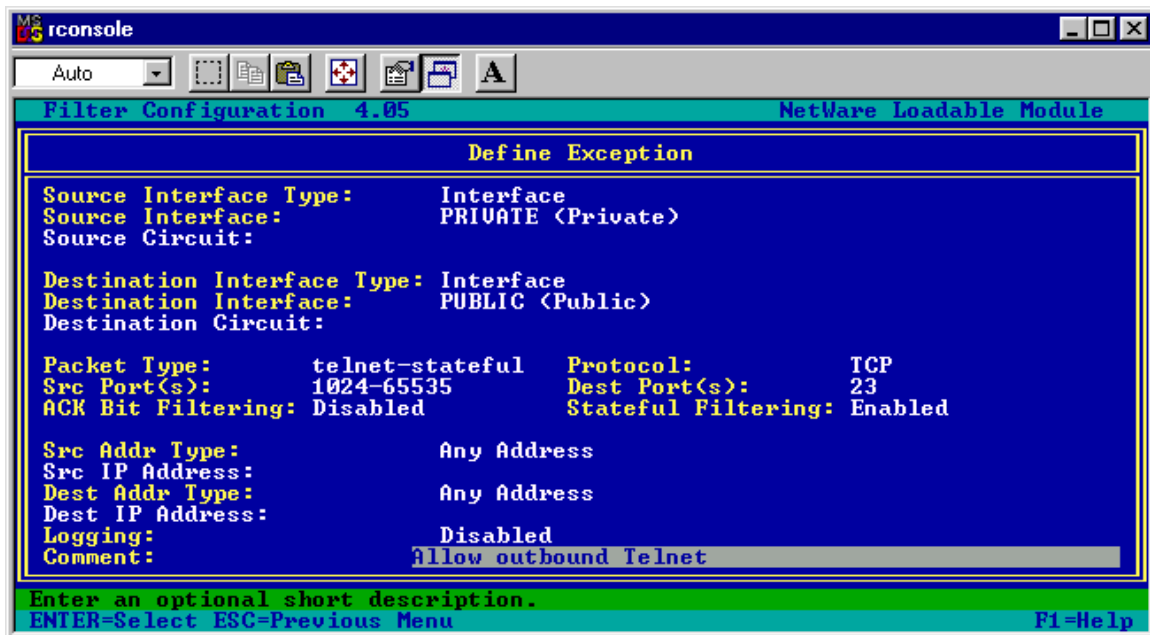 rconsole
Auto
A
Filter Configuration 4.05 NetWare Loadable Module
Define Exception
Source Interface Type: Interface
Source Interface: PRIVATE (Private)
Source Circuit:
Destination Interface Type: Interface
Destination Interface: PUBLIC (Public)
Destination Circuit:
Packet Type: telnet-stateful Protocol: TCP
Src Port(s): 1024-65535 Dest Port(s): 23
ACK Bit Filtering: Disabled Stateful Filtering: Enabled
Src Addr Type: Any Address
Src IP Address:
Dest Addr Type: Any Address
Dest IP Address:
Logging: Disabled
Comment: Allow outbound Telnet
Enter an optional short description.
ENTER=Select ESC=Previous Menu F1=Help